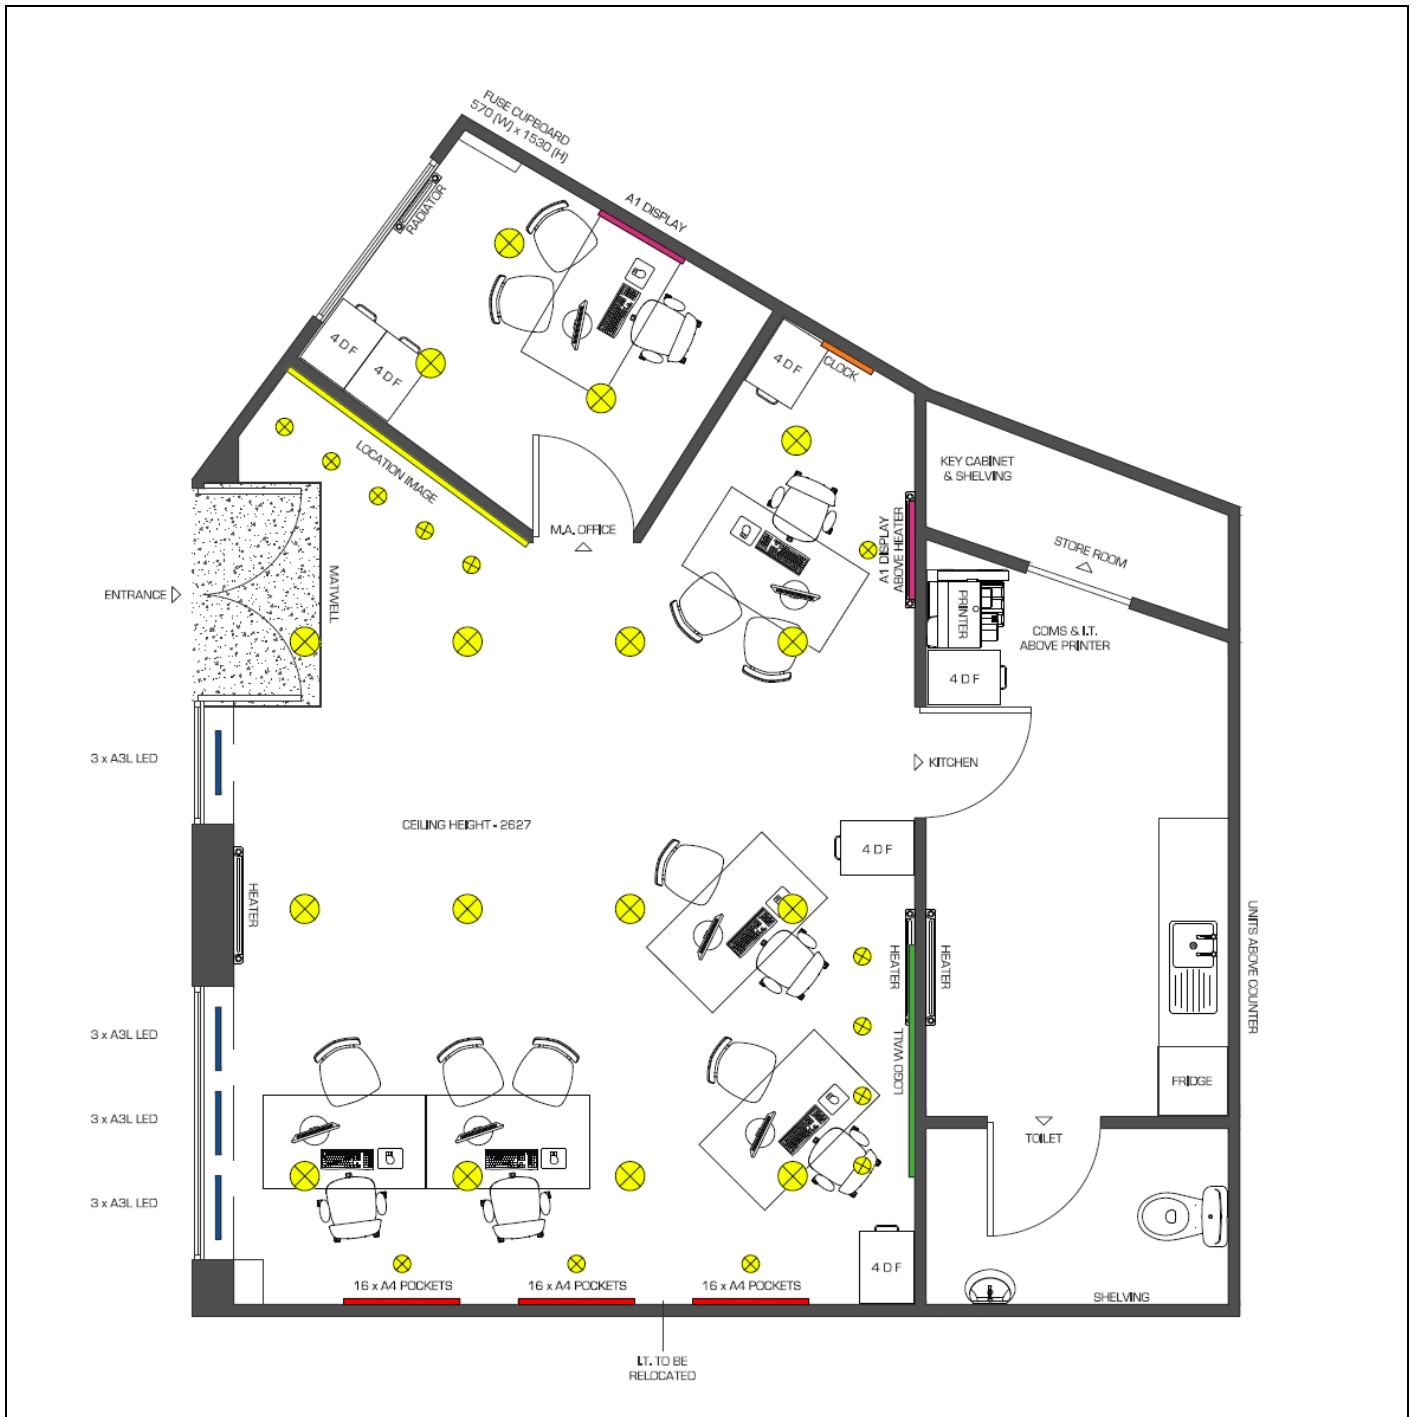 FUSE CUPBOARD
570 (W) x 1530 (H)
A1 DISPLAY
RADIATOR
4 D F
4 D F
4 D F
CLOCK
LOCATION IMAGE
M.A. OFFICE
KEY CABINET
& SHELVING
A1 DISPLAY
ABOVE HEATER
STORE ROOM
ENTRANCE
MATWELL
PRINTER
COMS & I.T.
ABOVE PRINTER
4 D F
3 x A3L LED
KITCHEN
CEILING HEIGHT - 2627
4 D F
HEATER
HEATER
HEATER
UNITS ABOVE COUNTER
3 x A3L LED
LOGO WALL
FRIDGE
3 x A3L LED
TOILET
3 x A3L LED
4 D F
16 x A4 POCKETS
16 x A4 POCKETS
16 x A4 POCKETS
SHELVING
I.T. TO BE
RELOCATED